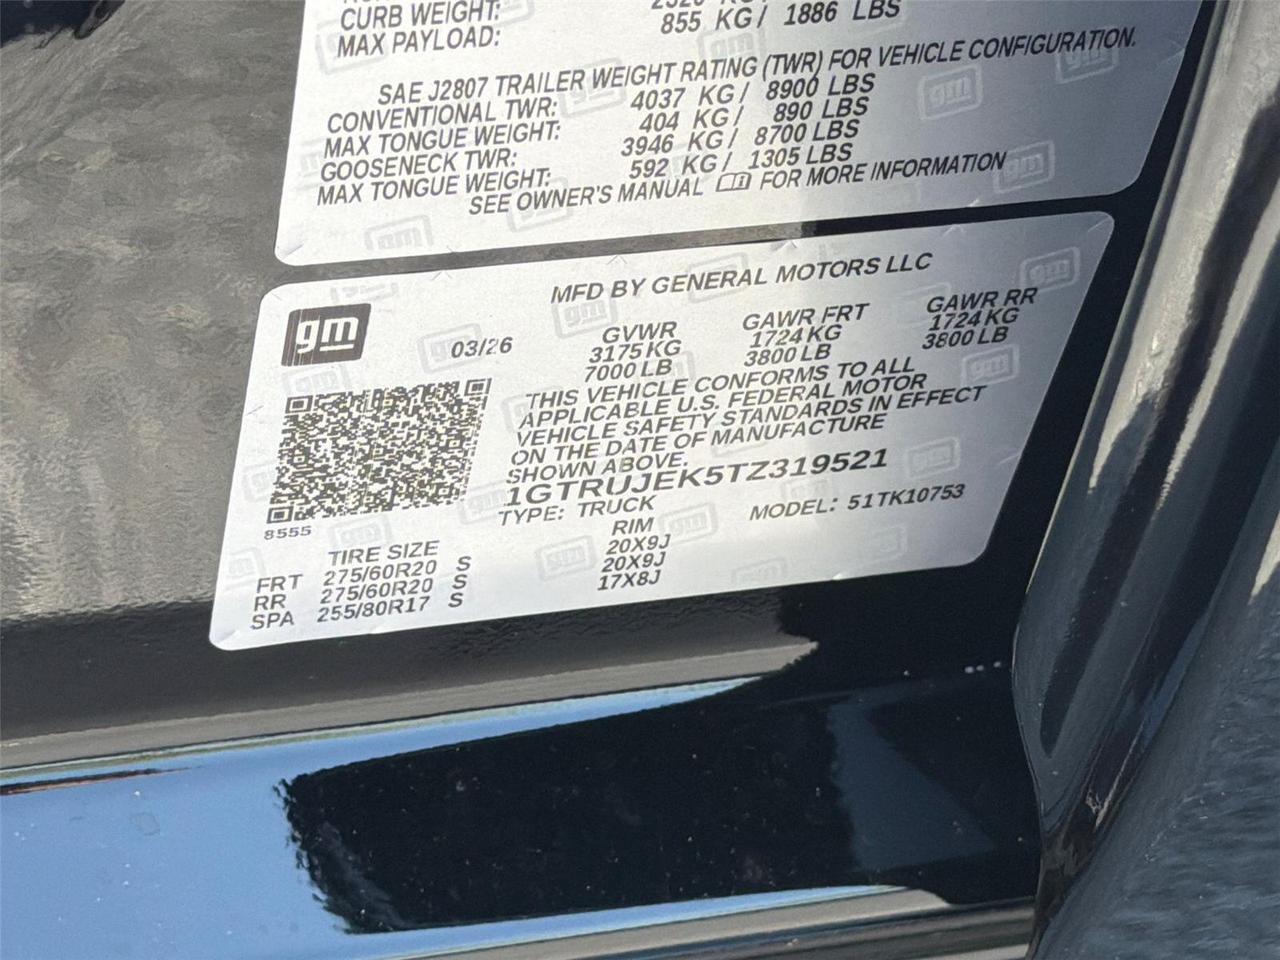 CURB WEIGHT:
MAX PAYLOAD: 855 KG / 1886 LBS
SAE J2807 TRAILER WEIGHT RATING (TWR) FOR VEHICLE CONFIGURATION.
CONVENTIONAL TWR: 4037 KG / 8900 LBS
MAX TONGUE WEIGHT: 404 KG / 890 LBS
GOOSENECK TWR: 3946 KG / 8700 LBS
MAX TONGUE WEIGHT: 592 KG / 1305 LBS
SEE OWNER'S MANUAL FOR MORE INFORMATION
gm
MFD BY GENERAL MOTORS LLC
03/26
GVWR GAWR FRT GAWR RR
3175 KG 1724 KG 1724 KG
7000 LB 3800 LB 3800 LB
THIS VEHICLE CONFORMS TO ALL
APPLICABLE U.S. FEDERAL MOTOR
VEHICLE SAFETY STANDARDS IN EFFECT
ON THE DATE OF MANUFACTURE
SHOWN ABOVE.
1GTRUJEK5TZ319521
TYPE: TRUCK MODEL: 51TK10753
8555
TIRE SIZE RIM
FRT 275/60R20 S 20X9J
RR 275/60R20 S 20X9J
SPA 255/80R17 S 17X8J